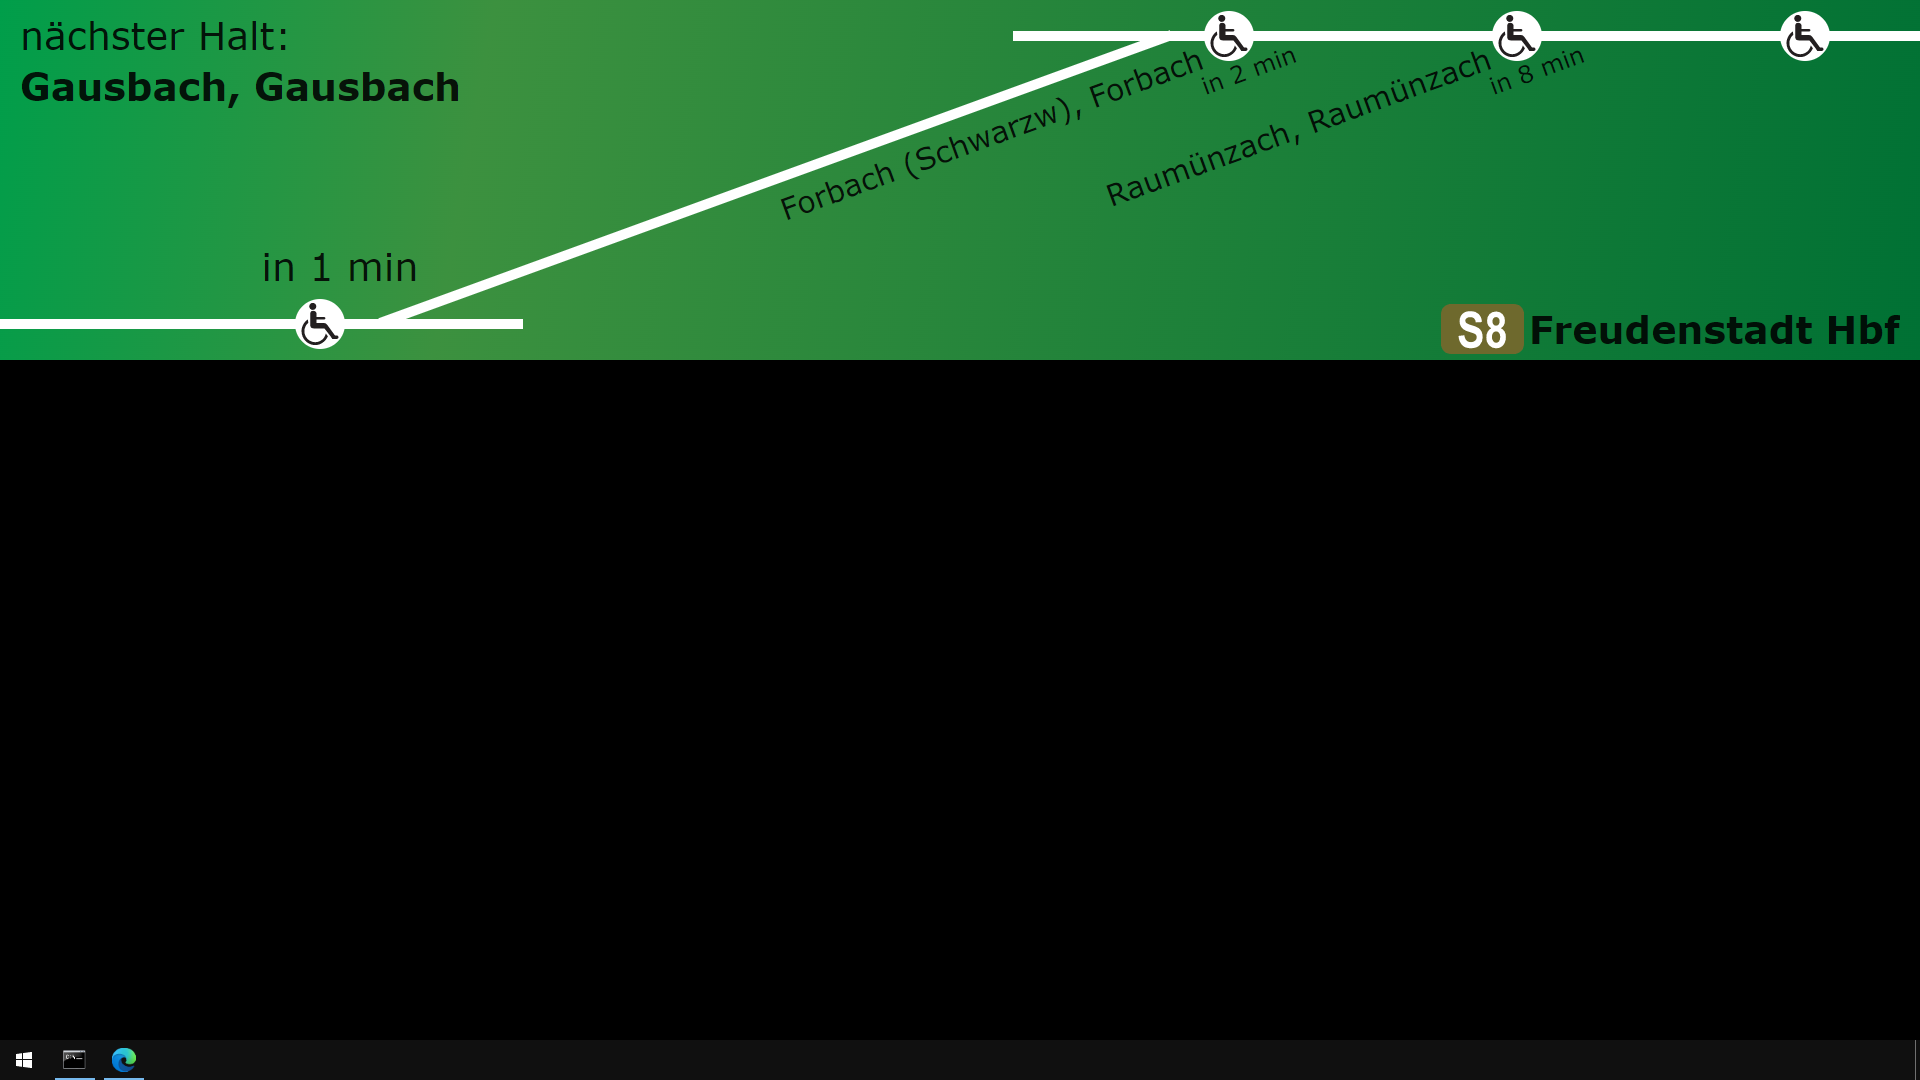 nächster Halt:
Gausbach, Gausbach
in 1 min
Forbach (Schwarzw), Forbach
in 2 min
Raumünzach, Raumünzach
in 8 min
S8 Freudenstadt Hbf